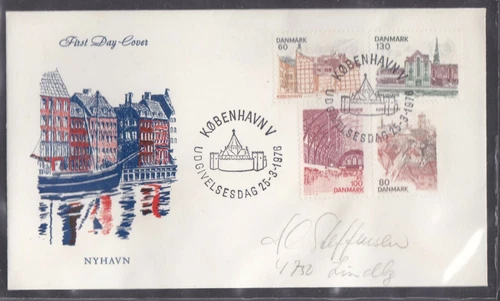 First Day-Cover
DANMARK
60
DANMARK
130
KØBENHAVN V
UDGIVELSESDAG 25-3-1976
KØBENHAVN V
UDGIVELSESDAG 25-3-1976
100
DANMARK
80
DANMARK
Steffensen
NYHAVN